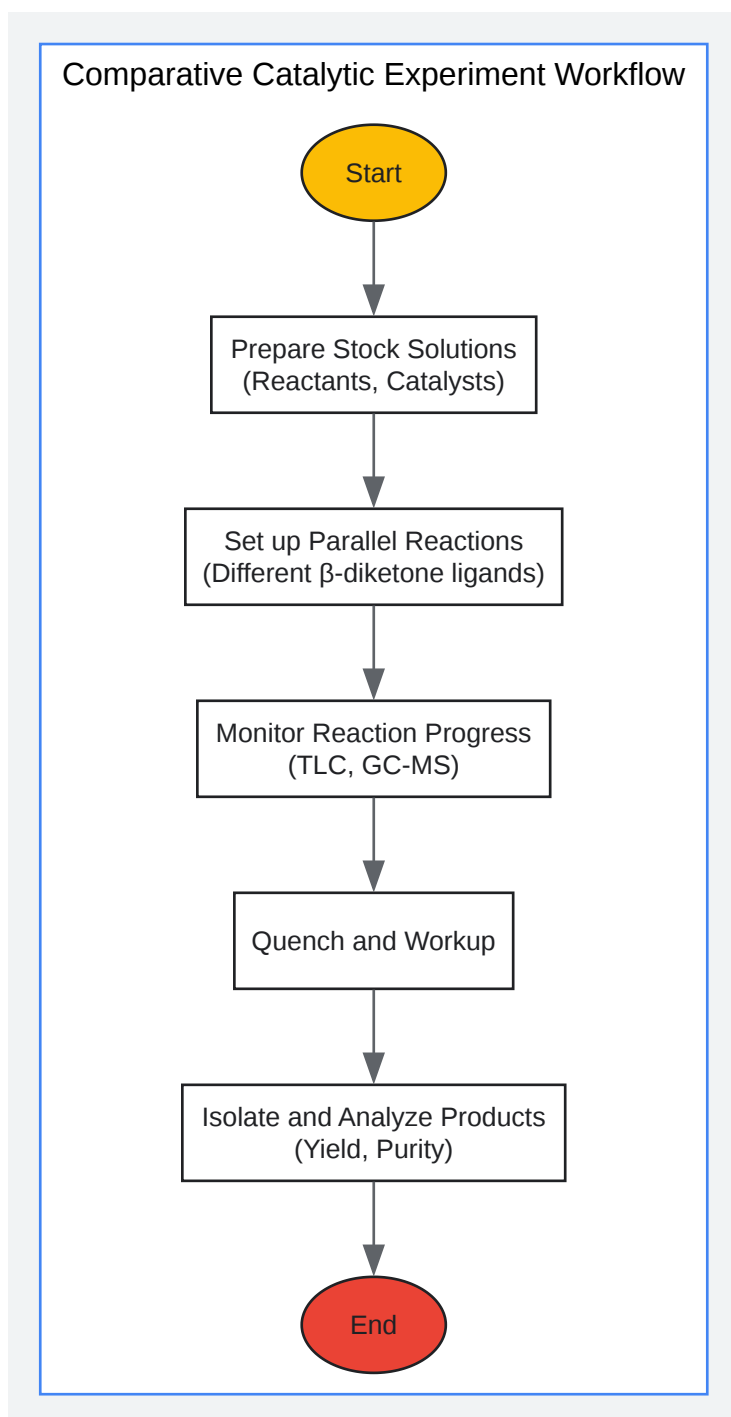 Comparative Catalytic Experiment Workflow
Start
Prepare Stock Solutions
(Reactants, Catalysts)
Set up Parallel Reactions
(Different β-diketone ligands)
Monitor Reaction Progress
(TLC, GC-MS)
Quench and Workup
Isolate and Analyze Products
(Yield, Purity)
End